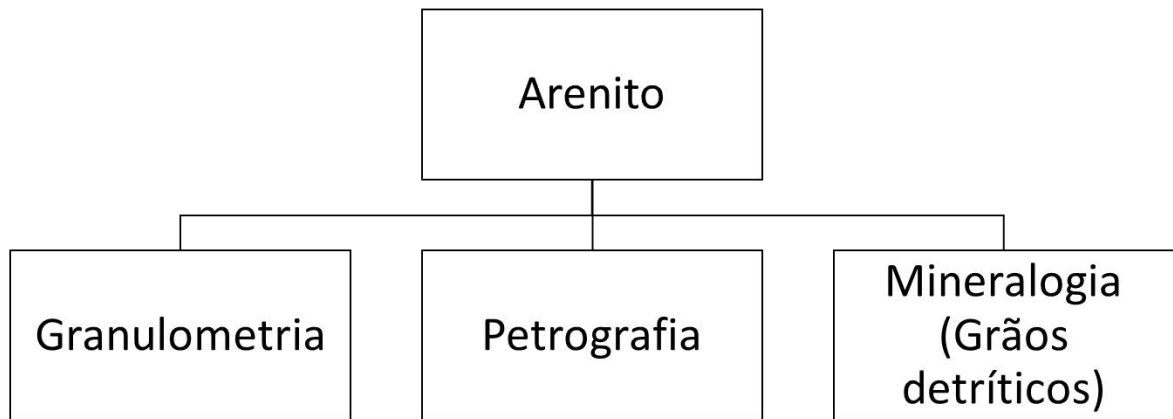 Arenito
Granulometria
Petrografia
Mineralogia
(Grãos
detríticos)